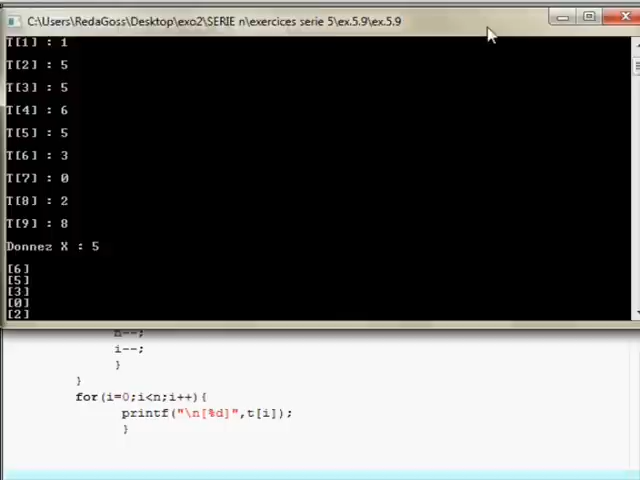 C:\Users\RedaGoss\Desktop\exo2\SERIE n\exercices serie 5\ex.5.9\ex.5.9
T[1] : 1
T[2] : 5
T[3] : 5
T[4] : 6
T[5] : 5
T[6] : 3
T[7] : 0
T[8] : 2
T[9] : 8
Donnez X : 5
[6]
[5]
[3]
[0]
[2]
n--;
i--;
}
}
for(i=0;i<n;i++){
printf("\n[%d]",t[i]);
}